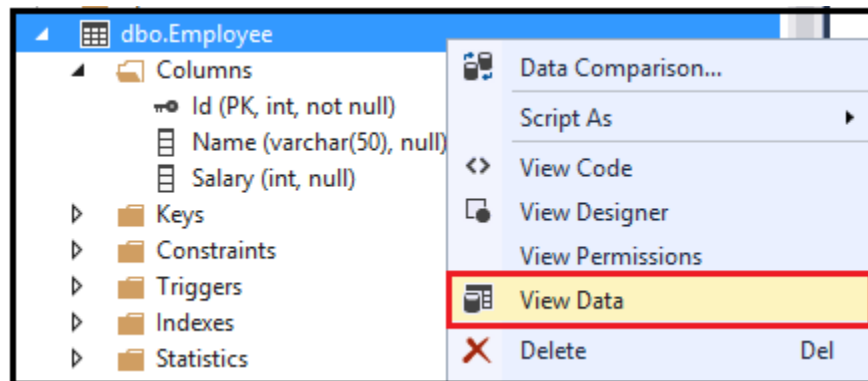 dbo.Employee
Columns
Id (PK, int, not null)
Name (varchar(50), null)
Salary (int, null)
Keys
Constraints
Triggers
Indexes
Statistics
Data Comparison...
Script As
View Code
View Designer
View Permissions
View Data
Delete Del